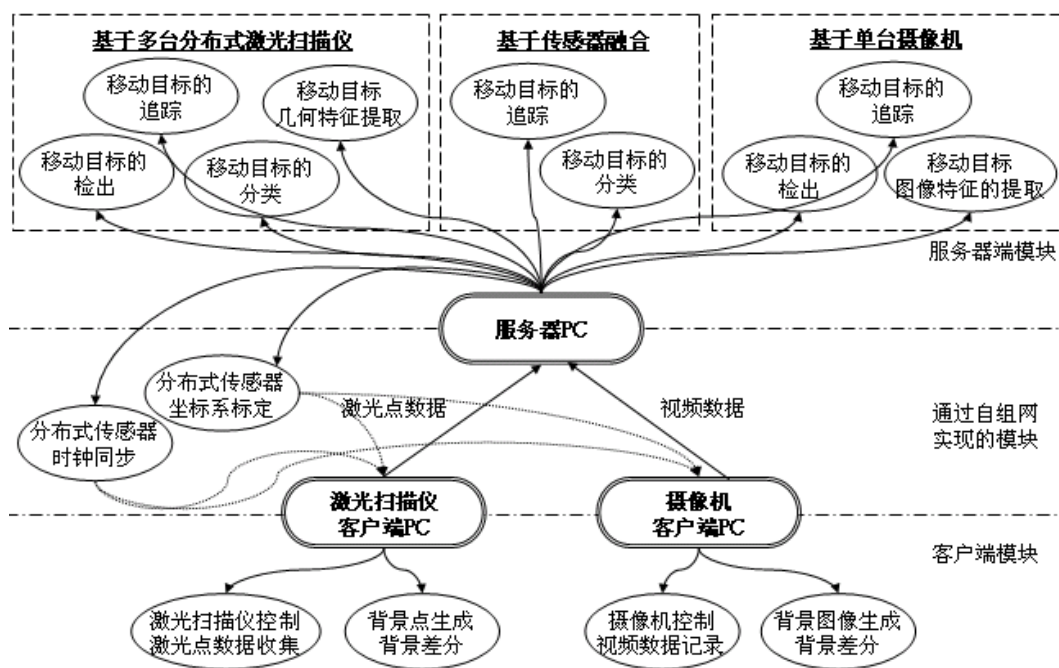 基于多台分布式激光扫描仪
移动目标的
追踪
移动目标
几何特征提取
移动目标的
检出
移动目标的
分类
基于传感器融合
移动目标的
追踪
移动目标的
分类
基于单台摄像机
移动目标的
追踪
移动目标的
检出
移动目标
图像特征的提取
服务器端模块
服务器PC
分布式传感器
坐标系标定
分布式传感器
时钟同步
激光点数据
视频数据
通过自组网
实现的模块
激光扫描仪
客户端PC
摄像机
客户端PC
客户端模块
激光扫描仪控制
激光点数据收集
背景点生成
背景差分
摄像机控制
视频数据记录
背景图像生成
背景差分